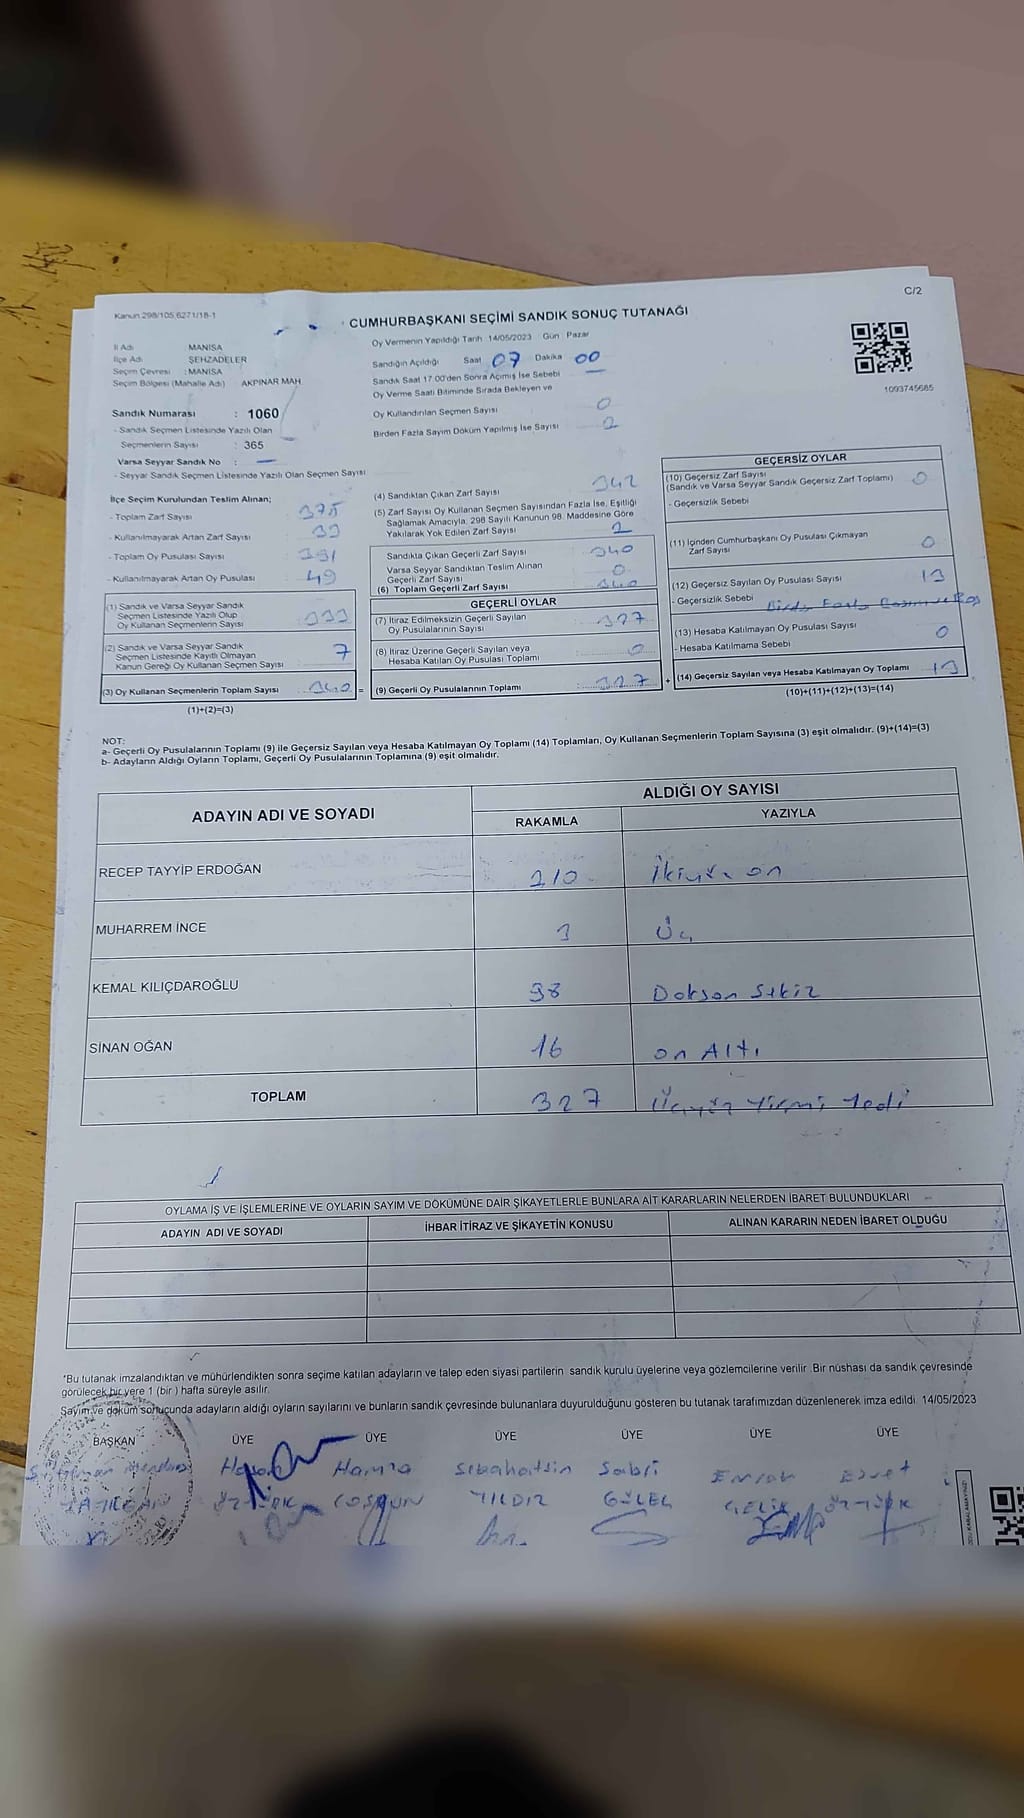 C/2
Kanun 298/105,6271/18-1
CUMHURBAŞKANI SEÇİMİ SANDIK SONUÇ TUTANAĞI
İl Adı MANİSA
İlçe Adı ŞEHZADELER
Seçim Çevresi : MANİSA
Seçim Bölgesi (Mahalle Adı) AKPINAR MAH
Oy Vermenin Yapıldığı Tarih 14/05/2023 Gün Pazar
Sandığın Açıldığı Saat 07 Dakika 00
Sandık Saat 17.00'den Sonra Açımış İse Sebebi
Oy Verme Saati Bitiminde Sırada Bekleyen ve
Oy Kullandırılan Seçmen Sayısı 0
Birden Fazla Sayım Döküm Yapılmış İse Sayısı
1093745685
Sandık Numarası : 1060
- Sandık Seçmen Listesinde Yazılı Olan
Seçmenlerin Sayısı : 365
Varsa Seyyar Sandık No : —
- Seyyar Sandık Seçmen Listesinde Yazılı Olan Seçmen Sayısı
İlçe Seçim Kurulundan Teslim Alınan;
- Toplam Zarf Sayısı 375
- Kullanılmayarak Artan Zarf Sayısı 33
- Toplam Oy Pusulası Sayısı 391
- Kullanılmayarak Artan Oy Pusulası 49
(1) Sandık ve Varsa Seyyar Sandık
Seçmen Listesinde Yazılı Olup
Oy Kullanan Seçmenlerin Sayısı 333
(2) Sandık ve Varsa Seyyar Sandık
Seçmen Listesinde Kayıtlı Olmayan
Kanun Gereği Oy Kullanan Seçmen Sayısı 7
(3) Oy Kullanan Seçmenlerin Toplam Sayısı 340 =
(1)+(2)=(3)
(4) Sandıktan Çıkan Zarf Sayısı 342
(5) Zarf Sayısı Oy Kullanan Seçmen Sayısından Fazla İse, Eşitliği
Sağlamak Amacıyla, 298 Sayılı Kanunun 98. Maddesine Göre
Yakılarak Yok Edilen Zarf Sayısı 2
Sandıkta Çıkan Geçerli Zarf Sayısı 340
Varsa Seyyar Sandıktan Teslim Alınan
Geçerli Zarf Sayısı 0
(6) Toplam Geçerli Zarf Sayısı 340
GEÇERLİ OYLAR
(7) İtiraz Edilmeksizin Geçerli Sayılan
Oy Pusulalarının Sayısı 327
(8) İtiraz Üzerine Geçerli Sayılan veya
Hesaba Katılan Oy Pusulası Toplamı 0
(9) Geçerli Oy Pusulalarının Toplamı 327 +
GEÇERSİZ OYLAR
(10) Geçersiz Zarf Sayısı
(Sandık ve Varsa Seyyar Sandık Geçersiz Zarf Toplamı) 0
- Geçersizlik Sebebi
(11) İçinden Cumhurbaşkanı Oy Pusulası Çıkmayan
Zarf Sayısı 0
(12) Geçersiz Sayılan Oy Pusulası Sayısı 13
- Geçersizlik Sebebi Birden Fazla
(13) Hesaba Katılmayan Oy Pusulası Sayısı 0
- Hesaba Katılmama Sebebi
(14) Geçersiz Sayılan veya Hesaba Katılmayan Oy Toplamı 13
(10)+(11)+(12)+(13)=(14)
NOT:
a- Geçerli Oy Pusulalarının Toplamı (9) ile Geçersiz Sayılan veya Hesaba Katılmayan Oy Toplamı (14) Toplamları, Oy Kullanan Seçmenlerin Toplam Sayısına (3) eşit olmalıdır. (9)+(14)=(3)
b- Adayların Aldığı Oyların Toplamı, Geçerli Oy Pusulalarının Toplamına (9) eşit olmalıdır.
ADAYIN ADI VE SOYADI ALDIĞI OY SAYISI
RAKAMLA YAZIYLA
RECEP TAYYİP ERDOĞAN 210 İkiyüz on
MUHARREM İNCE 3 Üç
KEMAL KILIÇDAROĞLU 98 Doksan Sekiz
SİNAN OĞAN 16 on Altı
TOPLAM 327 Üçyüz Yirmi Yedi
OYLAMA İŞ VE İŞLEMLERİNE VE OYLARIN SAYIM VE DÖKÜMÜNE DAİR ŞİKAYETLERLE BUNLARA AİT KARARLARIN NELERDEN İBARET BULUNDUKLARI
ADAYIN ADI VE SOYADI İHBAR İTİRAZ VE ŞİKAYETİN KONUSU ALINAN KARARIN NEDEN İBARET OLDUĞU
*Bu tutanak imzalandıktan ve mühürlendikten sonra seçime katılan adayların ve talep eden siyasi partilerin sandık kurulu üyelerine veya gözlemcilerine verilir. Bir nüshası da sandık çevresinde
görülecek bir yere 1 (bir) hafta süreyle asılır.
Sayım ve döküm sonucunda adayların aldığı oyların sayılarını ve bunların sandık çevresinde bulunanlara duyurulduğunu gösteren bu tutanak tarafımızdan düzenlenerek imza edildi 14/05/2023
BAŞKAN ÜYE ÜYE ÜYE ÜYE ÜYE ÜYE
Hasan Hamza Sebahattin Sabri Emrah
ÖZTÜRK COŞGUN YILDIZ GÜLEÇ ÇELİK ÖZTÜRK